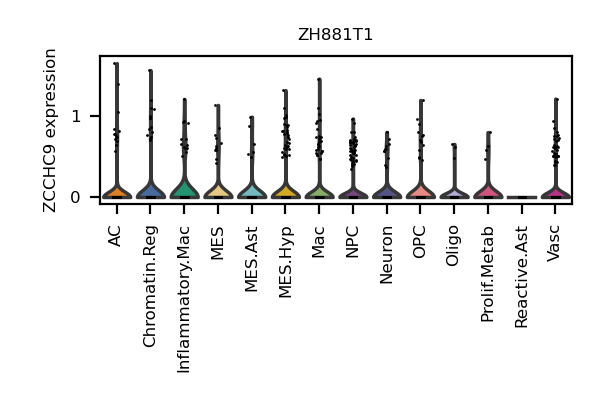 ZH881T1
ZCCHC9 expression
1
0
AC
Chromatin.Reg
Inflammatory.Mac
MES
MES.Ast
MES.Hyp
Mac
NPC
Neuron
OPC
Oligo
Prolif.Metab
Reactive.Ast
Vasc